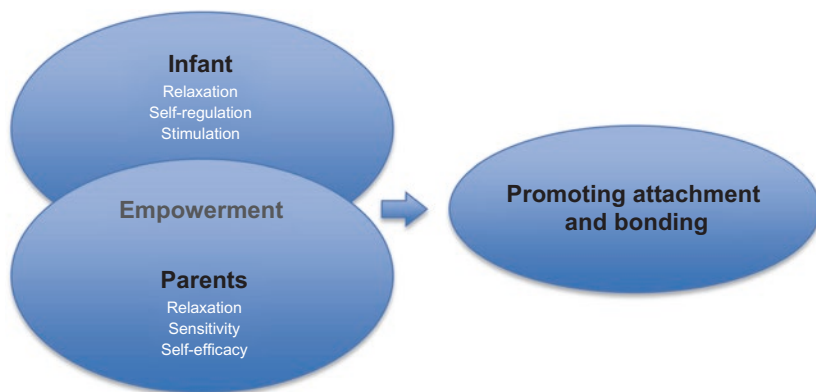 Infant
Relaxation
Self-regulation
Stimulation
Empowerment
Parents
Relaxation
Sensitivity
Self-efficacy
Promoting attachment
and bonding